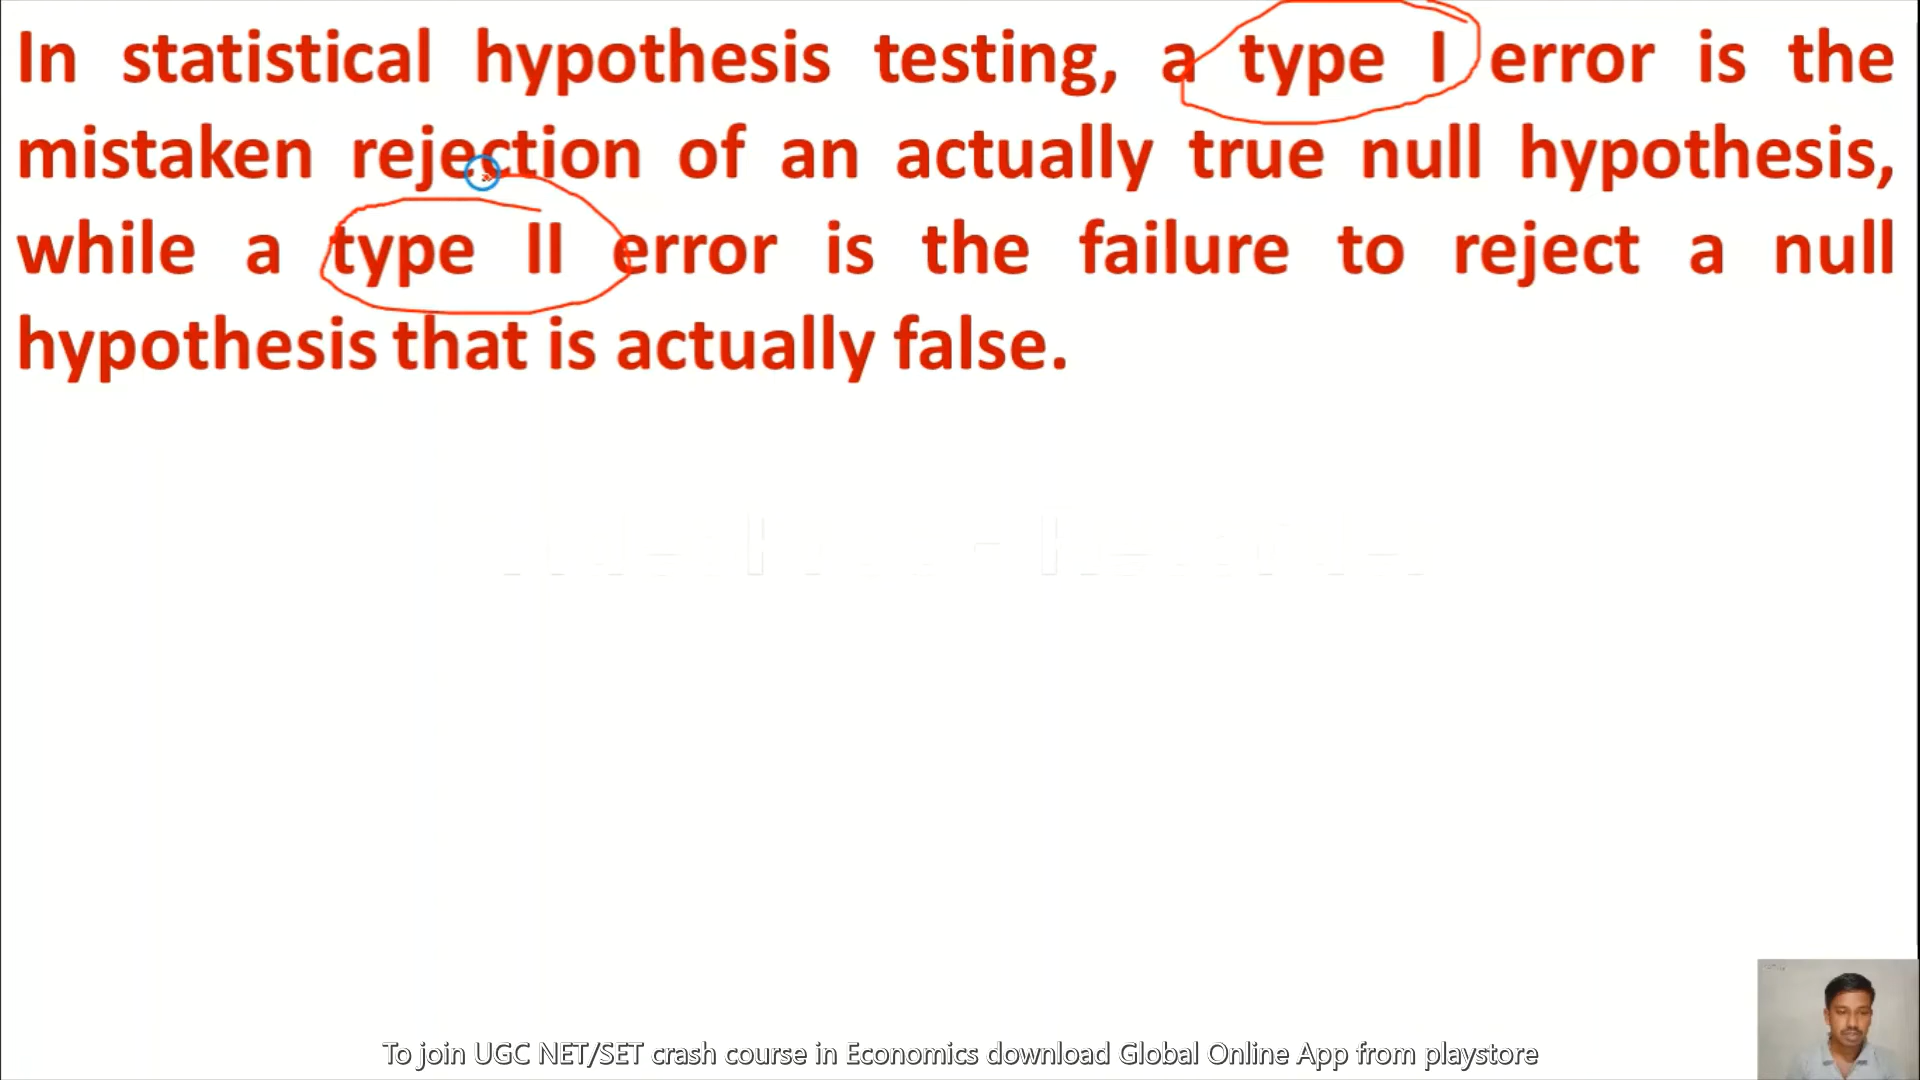 In statistical hypothesis testing, a type I error is the
mistaken rejection of an actually true null hypothesis,
while a type II error is the failure to reject a null
hypothesis that is actually false.
To join UGC NET/SET crash course in Economics download Global Online App from playstore